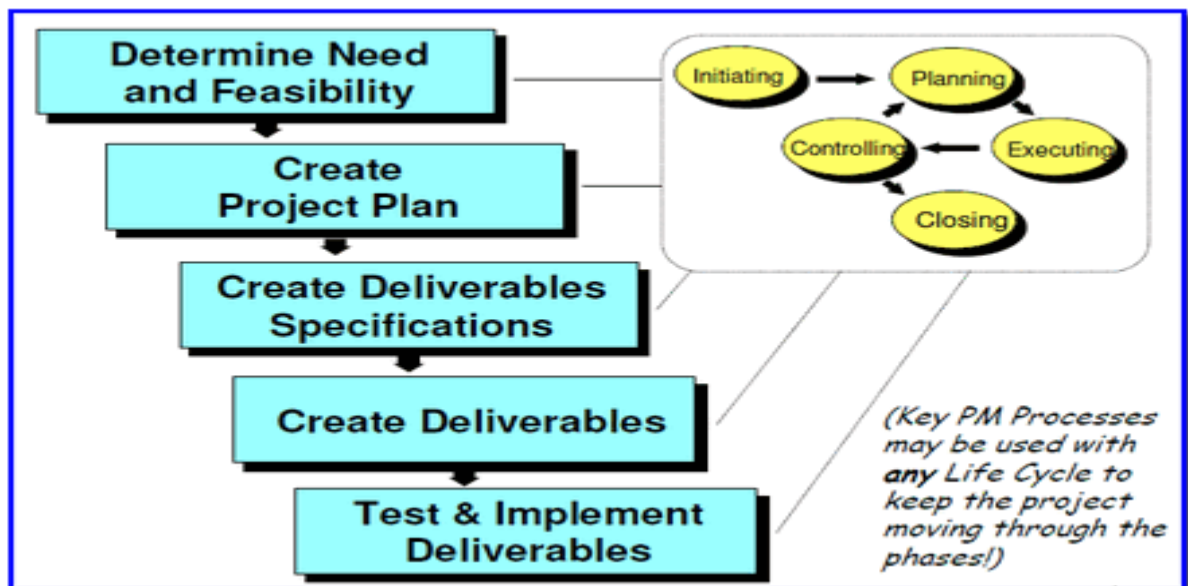 Determine Need
and Feasibility
Create
Project Plan
Create Deliverables
Specifications
Create Deliverables
Test & Implement
Deliverables
Initiating
Planning
Controlling
Executing
Closing
(Key PM Processes
may be used with
any Life Cycle to
keep the project
moving through the
phases!)